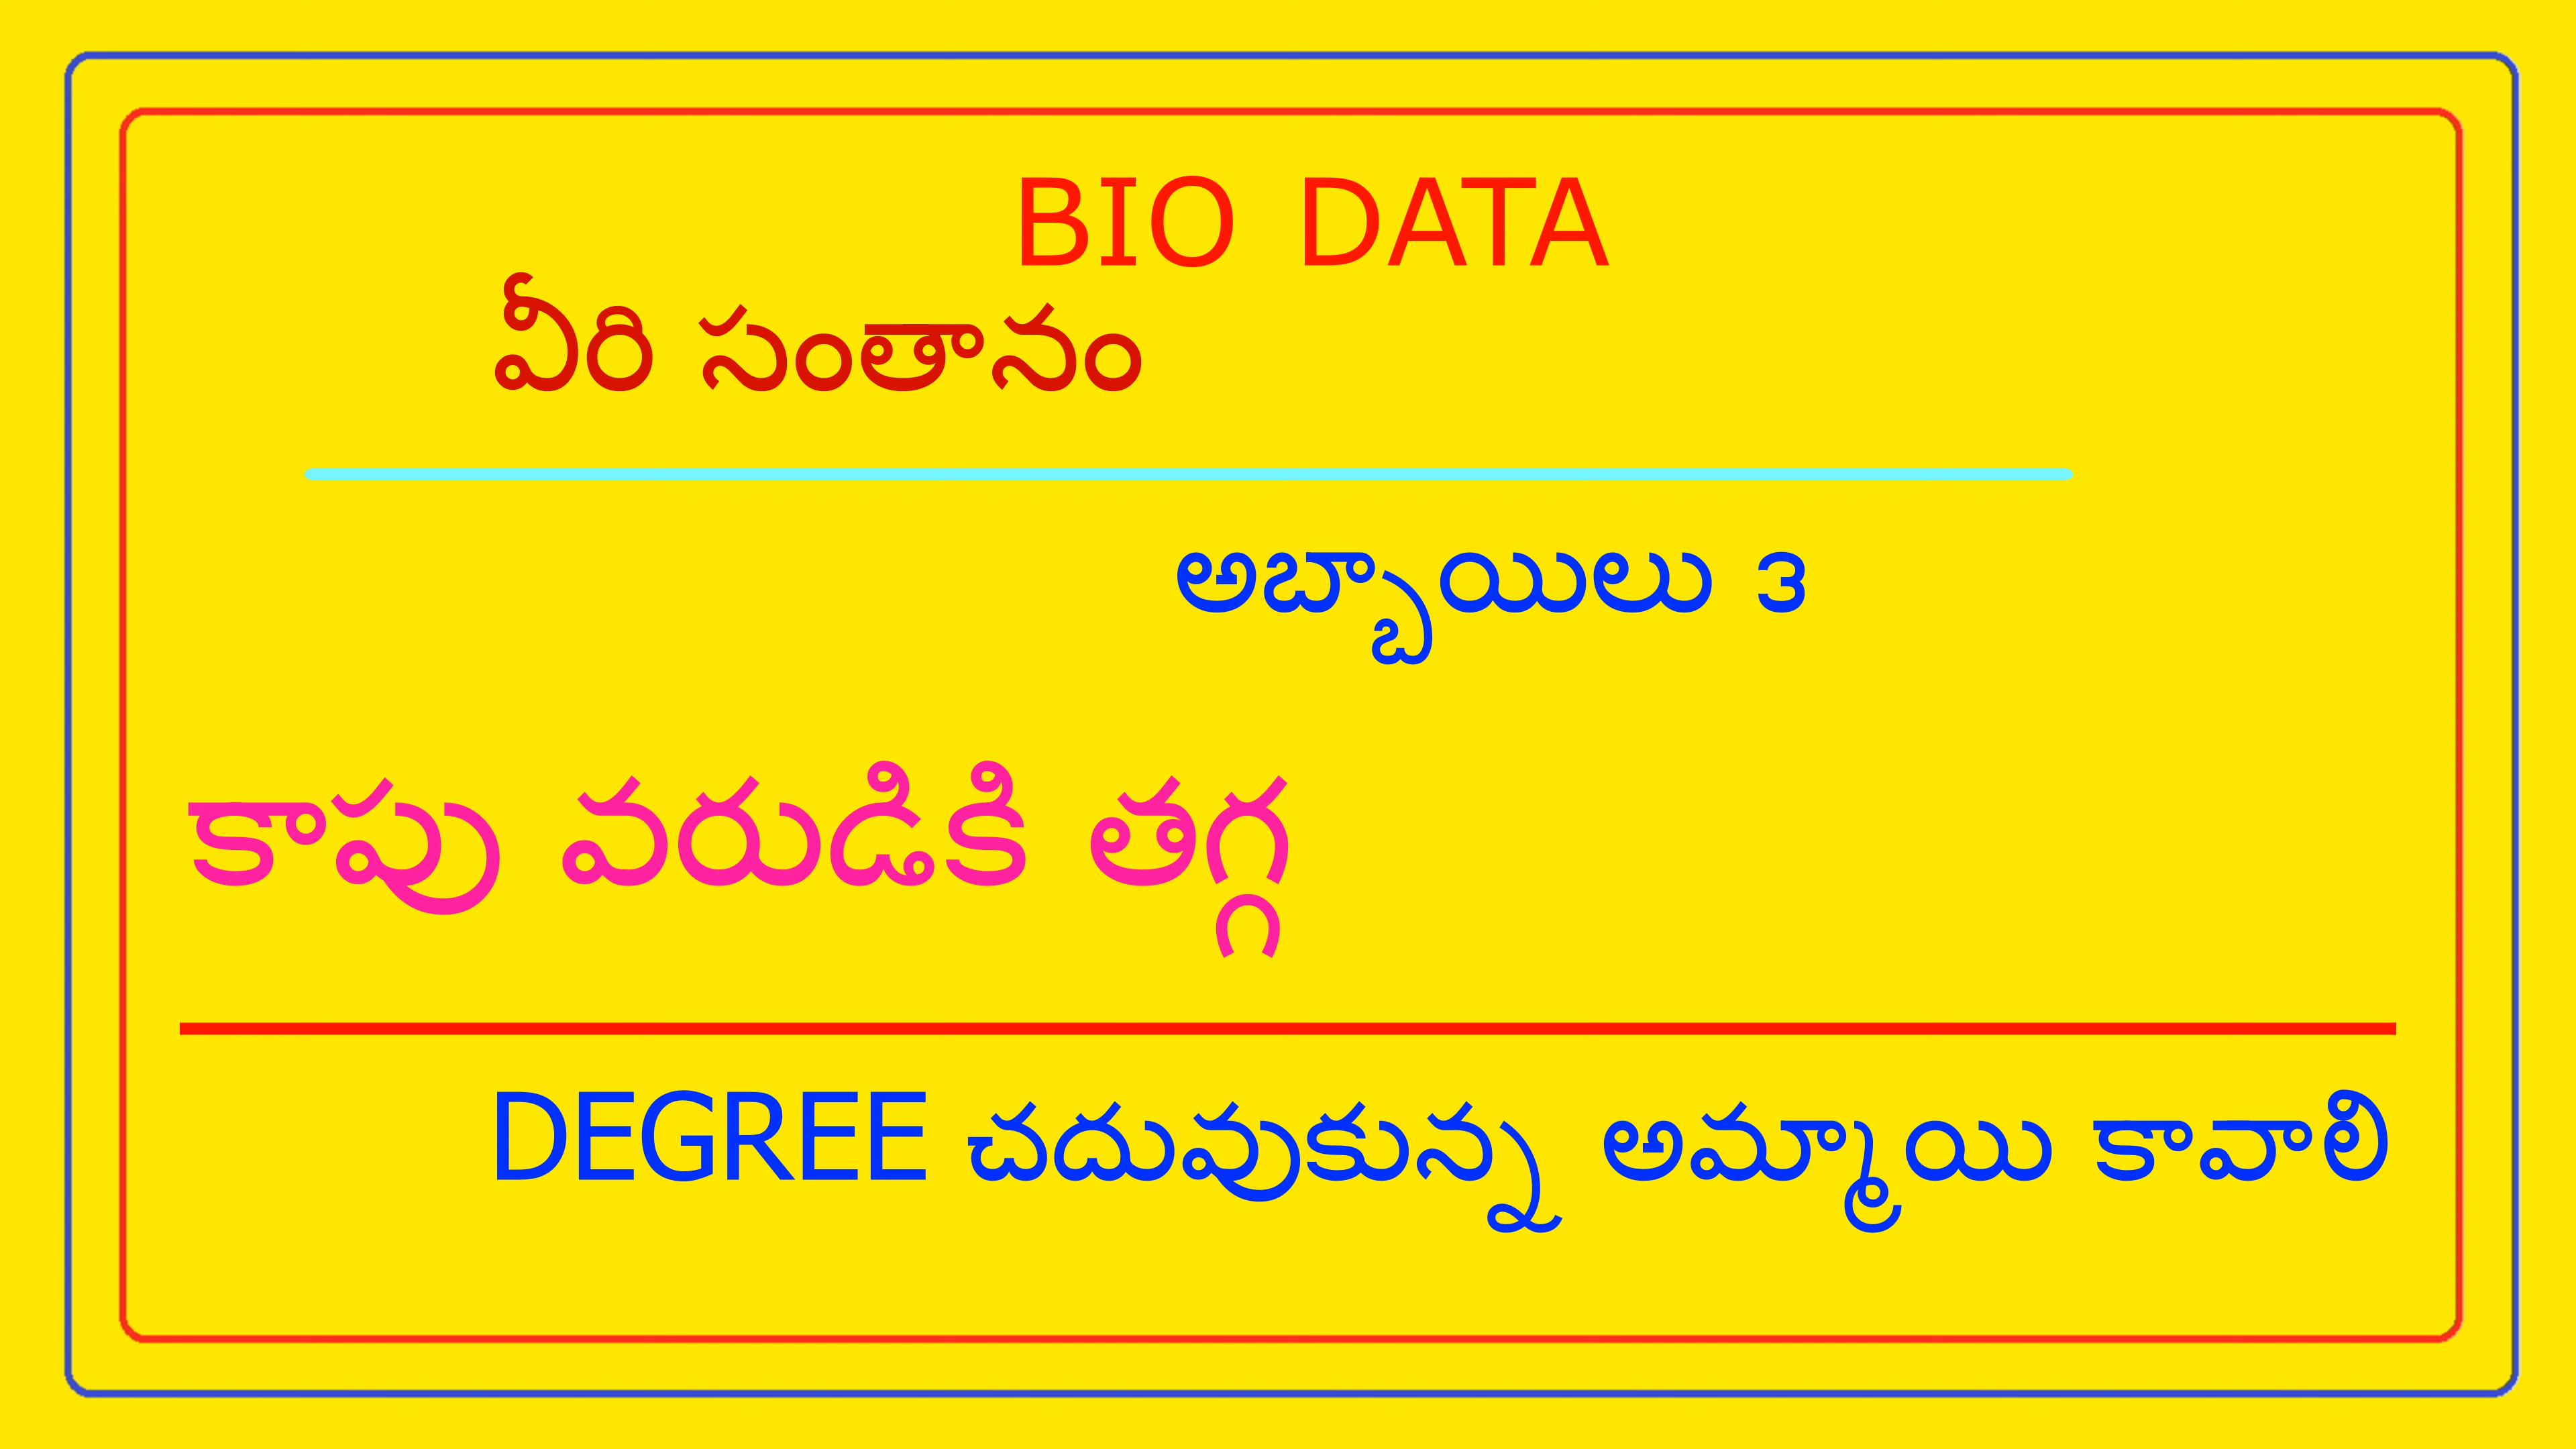 BIO DATA
వీరి సంతానం
అబ్బాయిలు 3
కాపు వరుడికి తగ్గ
DEGREE చదువుకున్న అమ్మాయి కావాలి